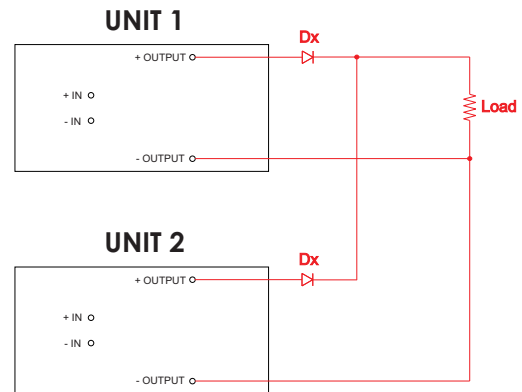 UNIT 1
Dx
+ OUTPUT
+ IN
Load
- IN
- OUTPUT
UNIT 2
Dx
+ OUTPUT
+ IN
- IN
- OUTPUT